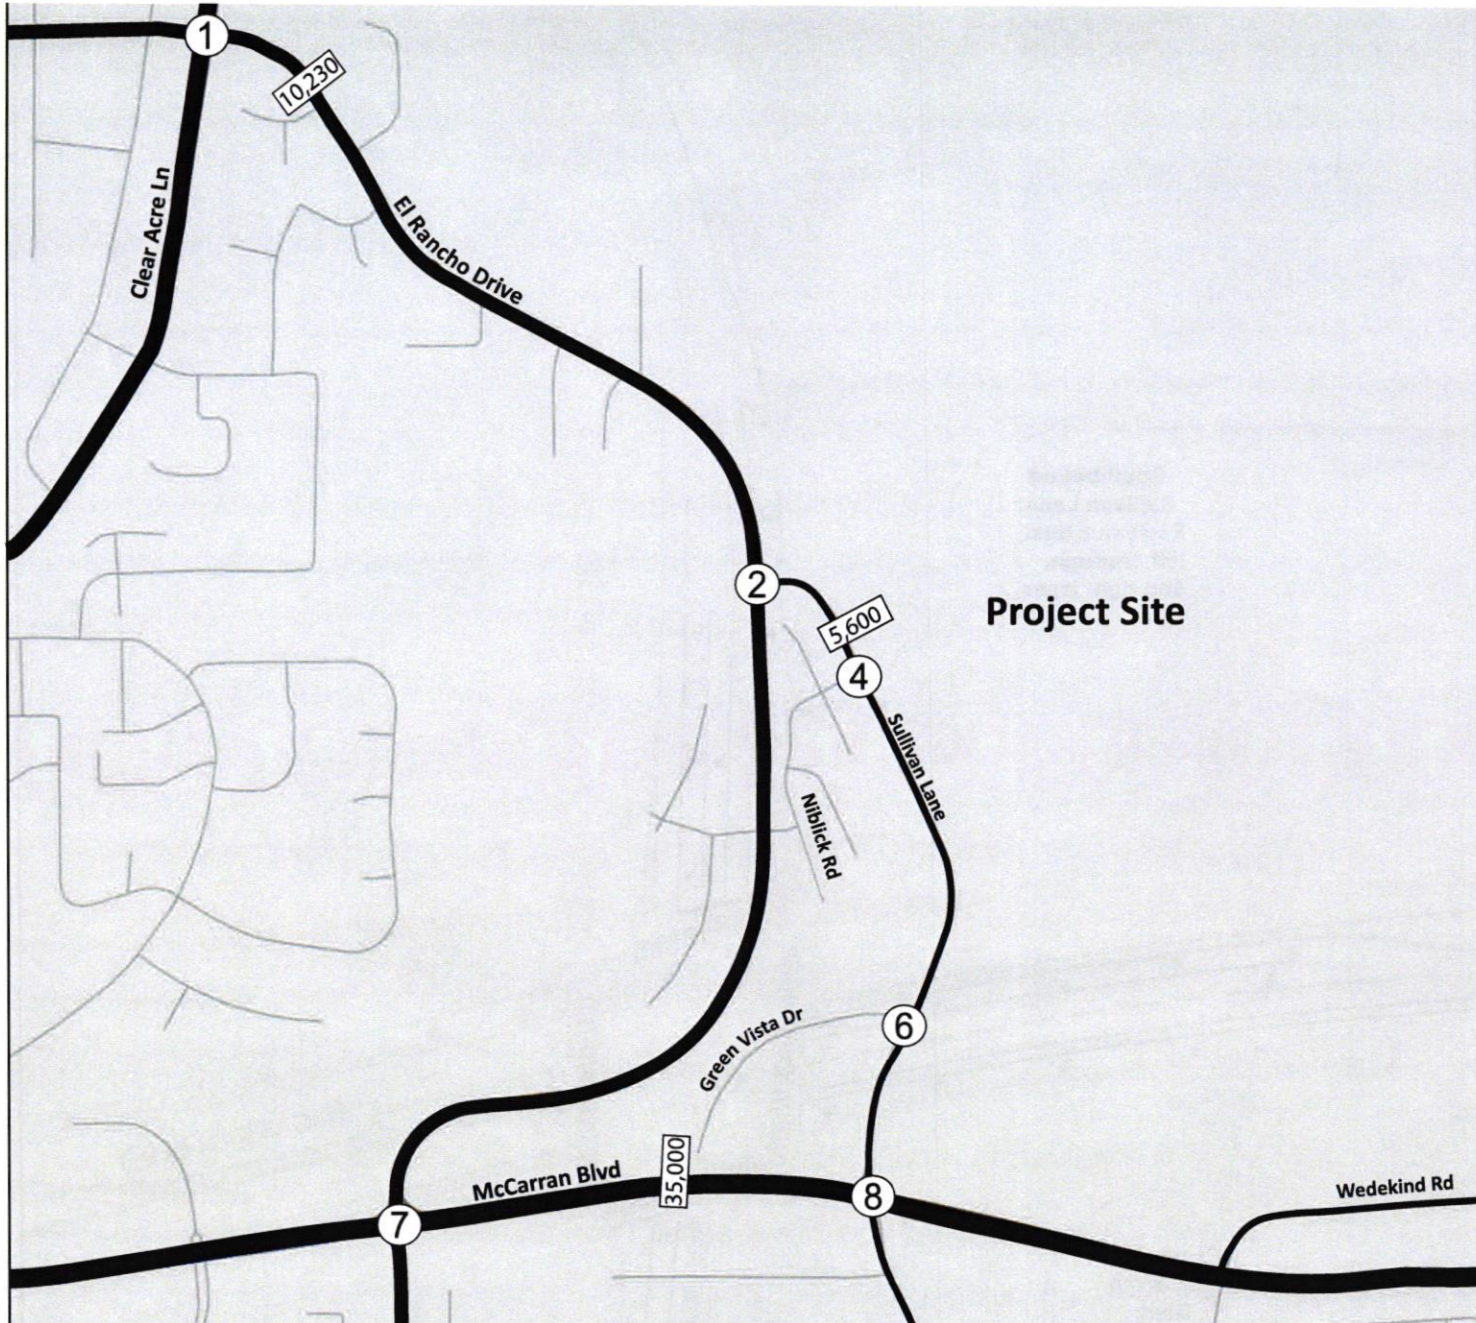 1
10,230
Clear Acre Ln
El Rancho Drive
2
5,600
Project Site
4
Sullivan Lane
Niblick Rd
6
Green Vista Dr
35,000
McCarran Blvd
8
Wedekind Rd
7